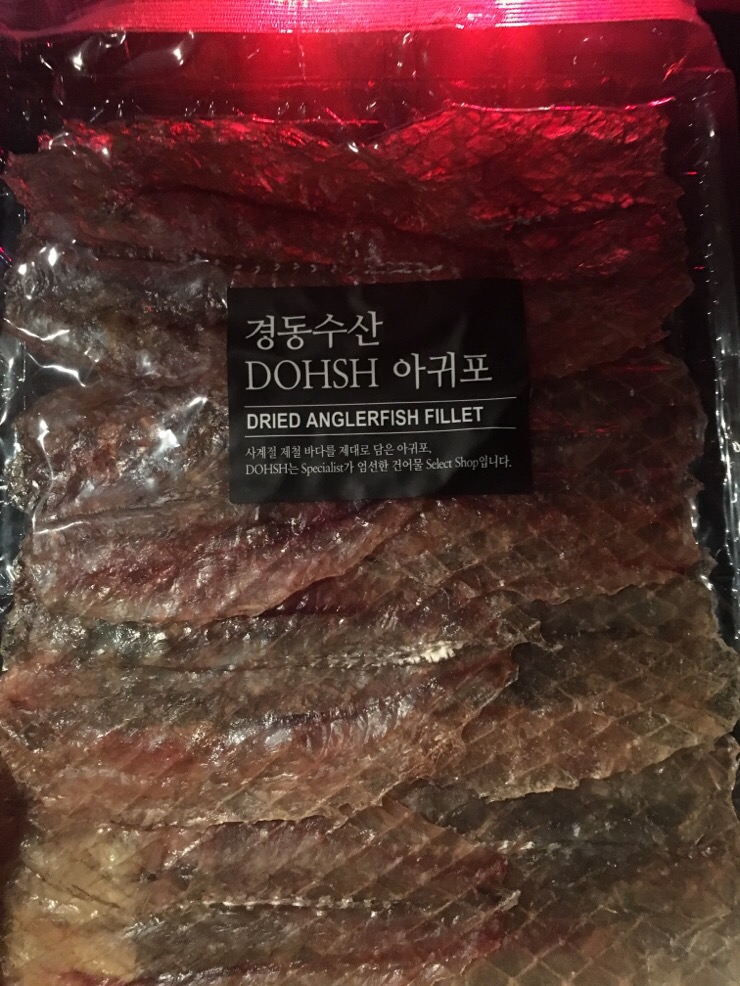 경동수산
DOHSH 아귀포
DRIED ANGLERFISH FILLET
사계절 제철 바다를 제대로 담은 아귀포,
DOHSH는 Specialist가 엄선한 건어물 Select Shop입니다.